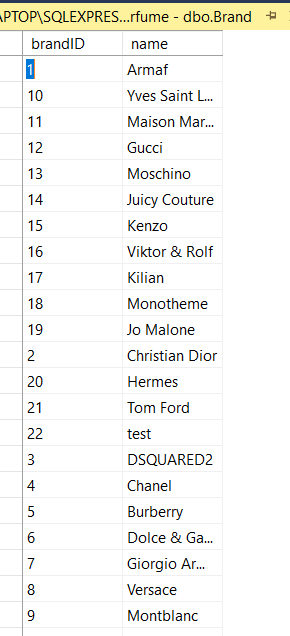 APTOP\SQLEXPRES...rfume - dbo.Brand
brandID name
1 Armaf
10 Yves Saint L...
11 Maison Mar...
12 Gucci
13 Moschino
14 Juicy Couture
15 Kenzo
16 Viktor & Rolf
17 Kilian
18 Monotheme
19 Jo Malone
2 Christian Dior
20 Hermes
21 Tom Ford
22 test
3 DSQUARED2
4 Chanel
5 Burberry
6 Dolce & Ga...
7 Giorgio Ar...
8 Versace
9 Montblanc